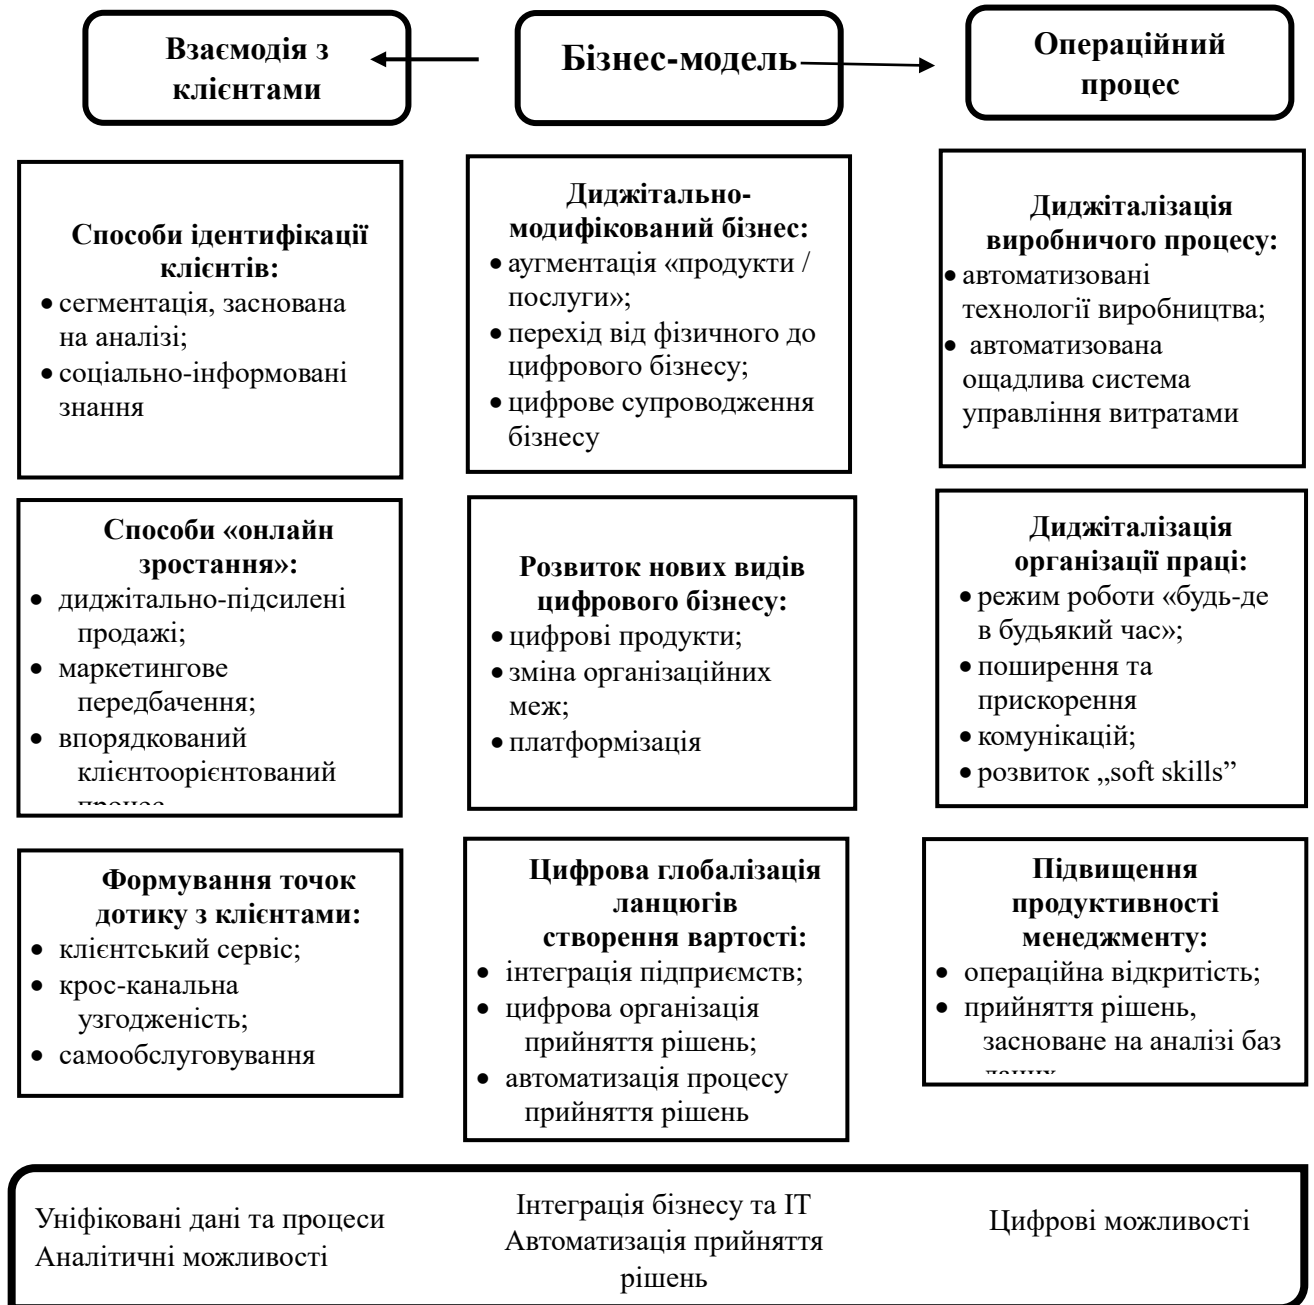 Взаємодія з
клієнтами
Бізнес-модель
Операційний
процес
Способи ідентифікації
клієнтів:
• сегментація, заснована
на аналізі;
• соціально-інформовані
знання
Диджітально-
модифікований бізнес:
• аугментація «продукти /
послуги»;
• перехід від фізичного до
цифрового бізнесу;
• цифрове супроводження
бізнесу
Диджіталізація
виробничого процесу:
• автоматизовані
технології виробництва;
• автоматизована
ощадлива система
управління витратами
Способи «онлайн
зростання»:
• диджітально-підсилені
продажі;
• маркетингове
передбачення;
• впорядкований
клієнтоорієнтований
Розвиток нових видів
цифрового бізнесу:
• цифрові продукти;
• зміна організаційних
меж;
• платформізація
Диджіталізація
організації праці:
• режим роботи «будь-де
в будьякий час»;
• поширення та
прискорення
• комунікацій;
• розвиток „soft skills”
Формування точок
дотику з клієнтами:
• клієнтський сервіс;
• крос-канальна
узгодженість;
• самообслуговування
Цифрова глобалізація
ланцюгів
створення вартості:
• інтеграція підприємств;
• цифрова організація
прийняття рішень;
• автоматизація процесу
прийняття рішень
Підвищення
продуктивності
менеджменту:
• операційна відкритість;
• прийняття рішень,
засноване на аналізі баз
Уніфіковані дані та процеси
Аналітичні можливості
Інтеграція бізнесу та ІТ
Автоматизація прийняття
рішень
Цифрові можливості